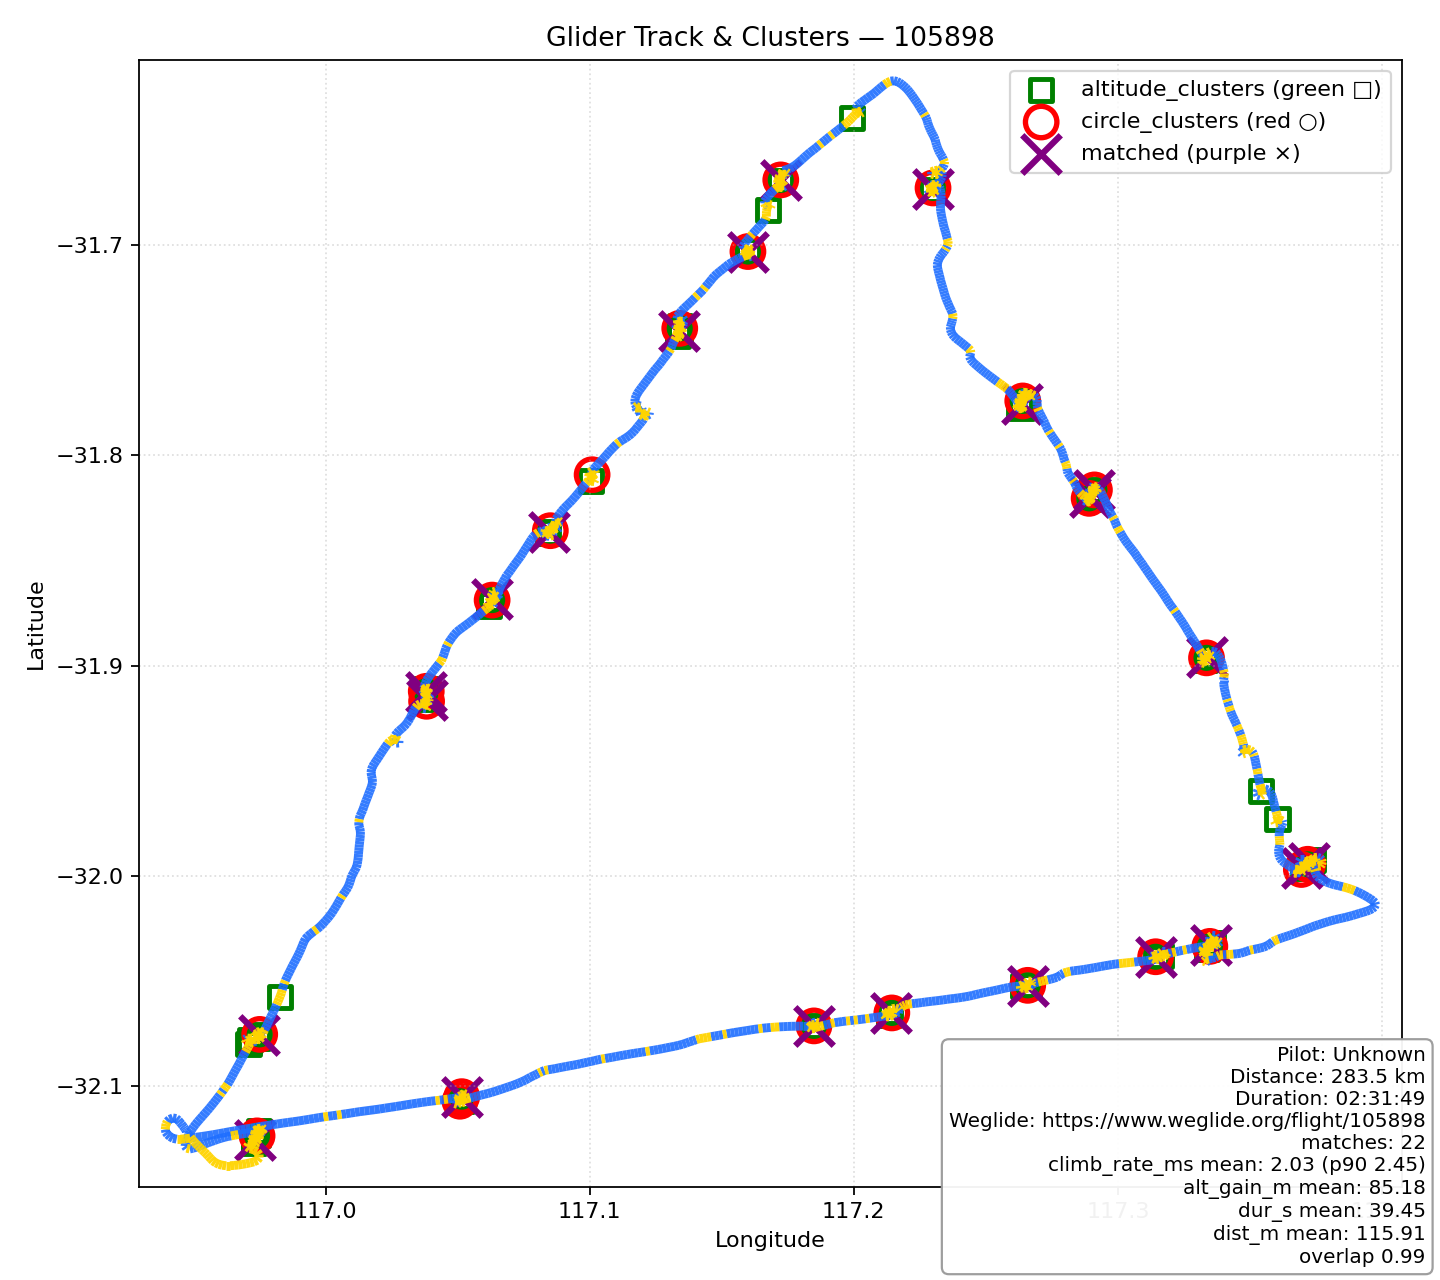 Glider Track & Clusters — 105898
altitude_clusters (green □)
circle_clusters (red ○)
matched (purple ×)
−31.7
−31.8
−31.9
−32.0
−32.1
Latitude
117.0
117.1
117.2
117.3
Longitude
Pilot: Unknown
Distance: 283.5 km
Duration: 02:31:49
Weglide: https://www.weglide.org/flight/105898
matches: 22
climb_rate_ms mean: 2.03 (p90 2.45)
alt_gain_m mean: 85.18
dur_s mean: 39.45
dist_m mean: 115.91
overlap 0.99